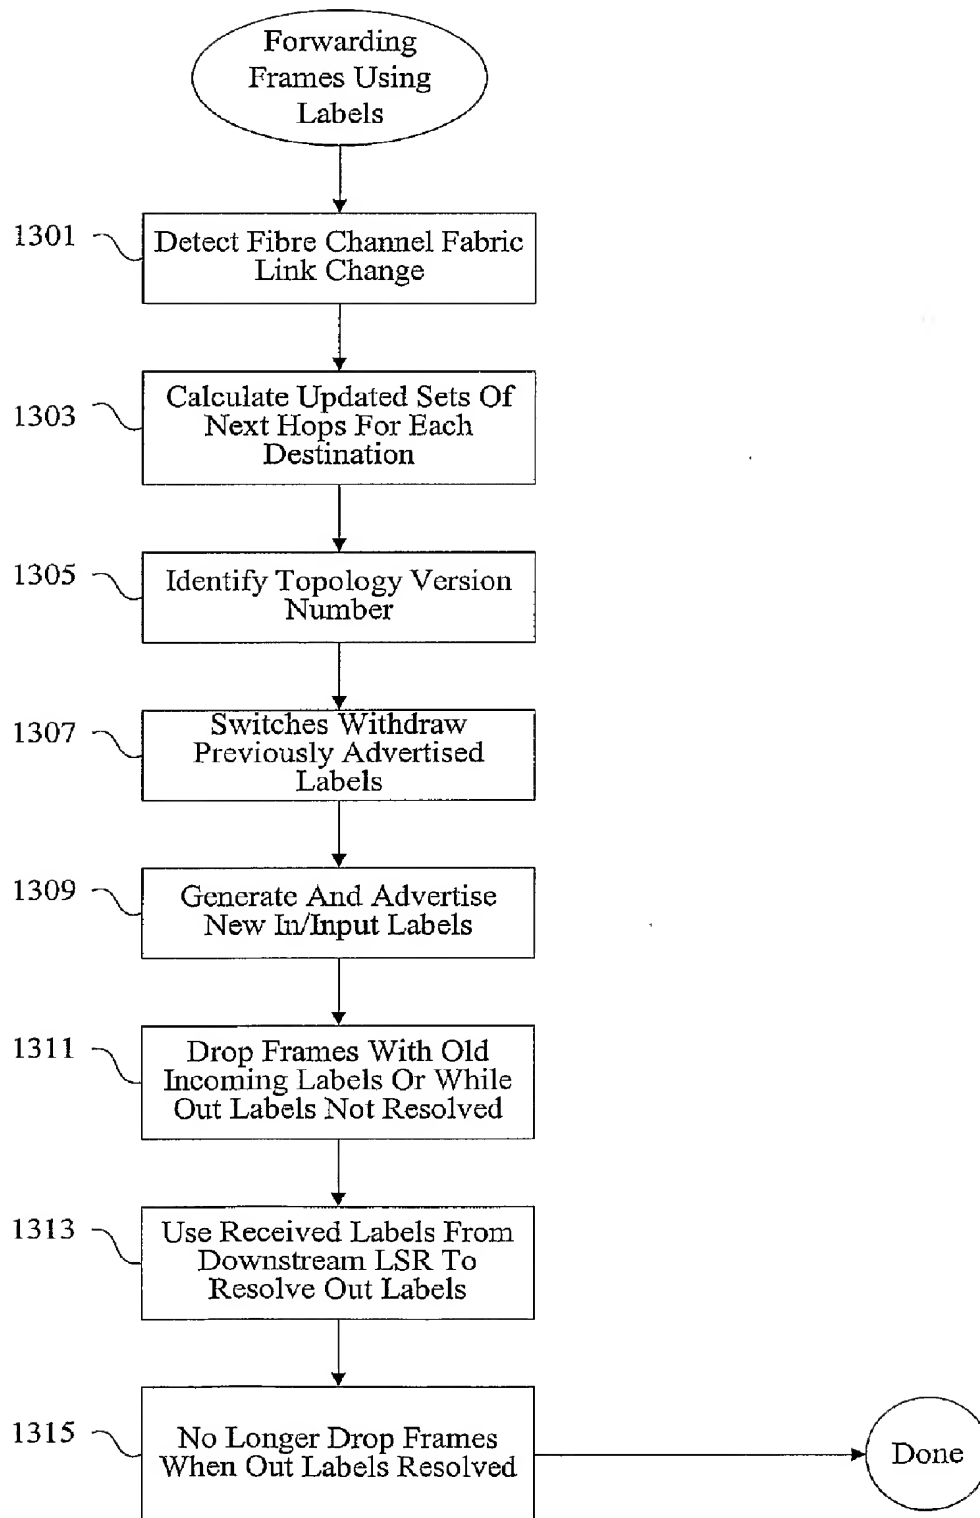 Forwarding
Frames Using
Labels
1301
Detect Fibre Channel Fabric
Link Change
1303
Calculate Updated Sets Of
Next Hops For Each
Destination
1305
Identify Topology Version
Number
1307
Switches Withdraw
Previously Advertised
Labels
1309
Generate And Advertise
New In/Input Labels
1311
Drop Frames With Old
Incoming Labels Or While
Out Labels Not Resolved
1313
Use Received Labels From
Downstream LSR To
Resolve Out Labels
1315
No Longer Drop Frames
When Out Labels Resolved
Done